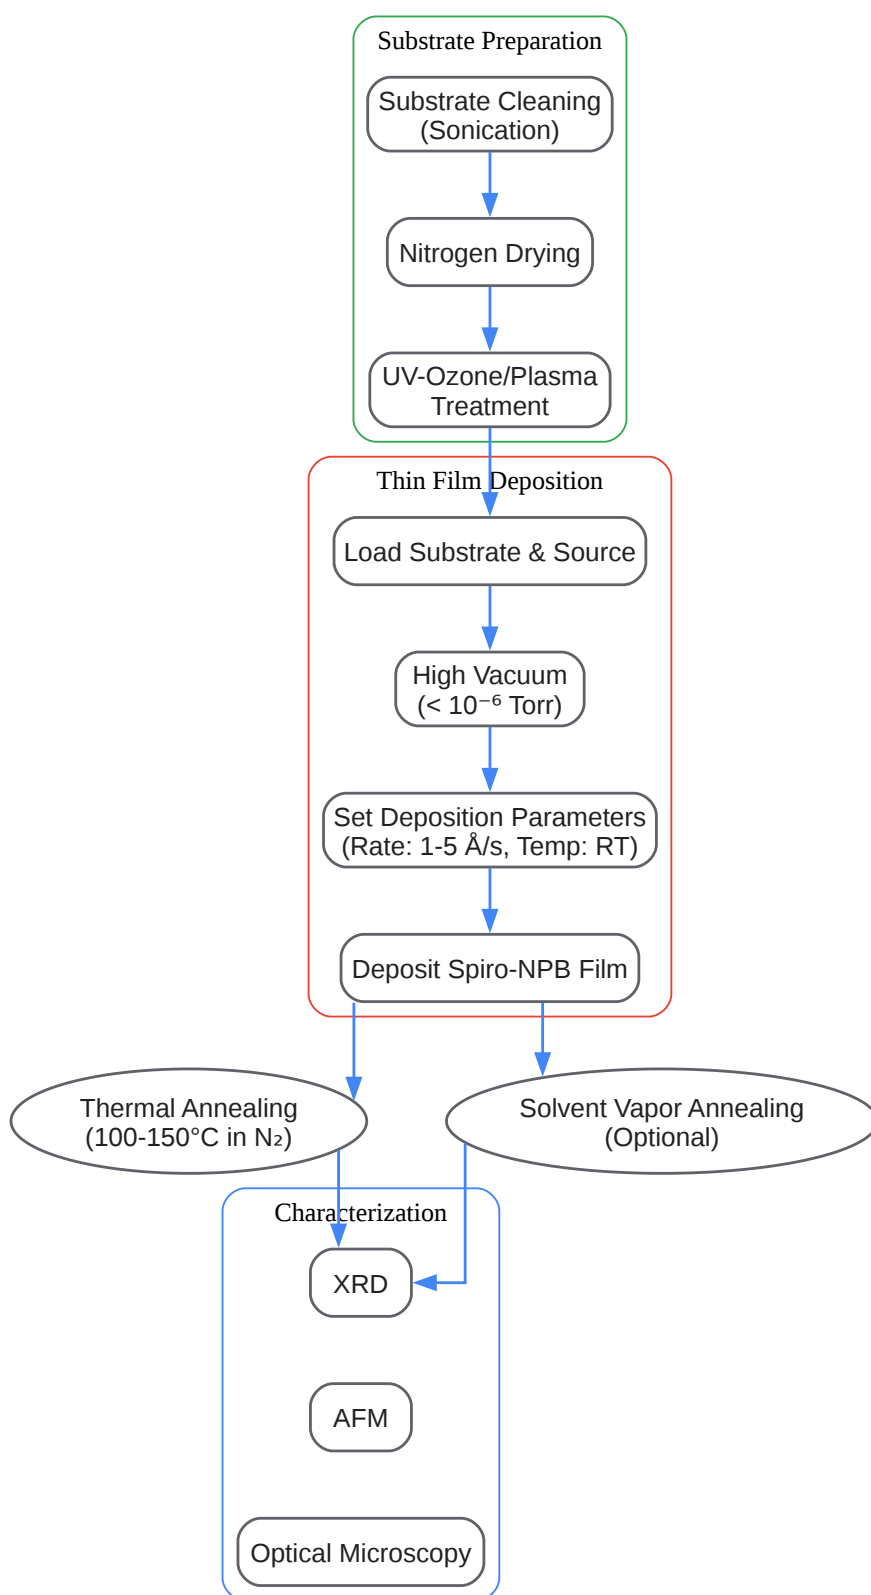 Substrate Preparation
Substrate Cleaning
(Sonication)
Nitrogen Drying
UV-Ozone/Plasma
Treatment
Thin Film Deposition
Load Substrate & Source
High Vacuum
(< 10⁻⁶ Torr)
Set Deposition Parameters
(Rate: 1-5 Å/s, Temp: RT)
Deposit Spiro-NPB Film
Thermal Annealing
(100-150°C in N₂)
Solvent Vapor Annealing
(Optional)
Characterization
XRD
AFM
Optical Microscopy